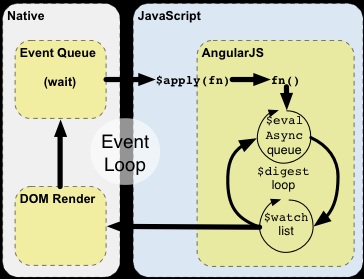 Native
JavaScript
Event Queue
(wait)
AngularJS
$apply(fn)
fn()
Event
Loop
$eval
Async
queue
$digest
loop
$watch
list
DOM Render